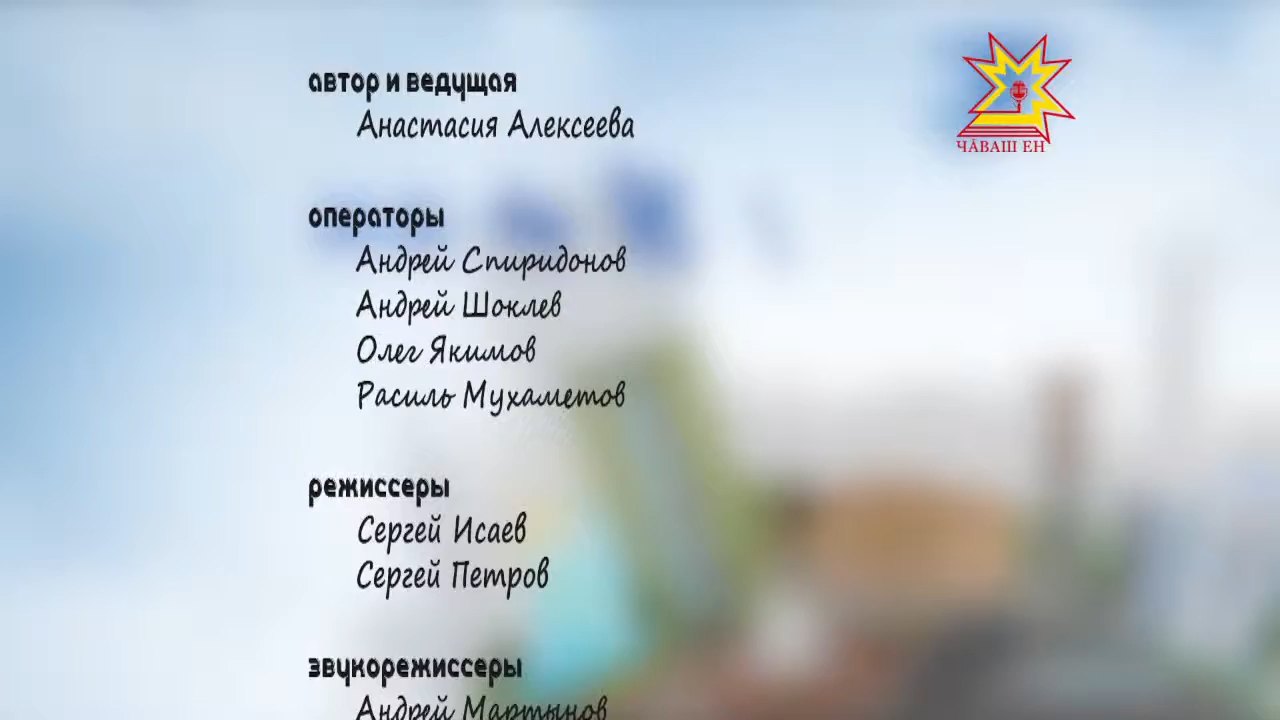 автор и ведущая
Анастасия Алексеева
операторы
Андрей Спиридонов
Андрей Шоклев
Олег Якимов
Расиль Мухаметов
режиссеры
Сергей Исаев
Сергей Петров
звукорежиссеры
Андрей Мартынов
ЧӐВАШ ЕН